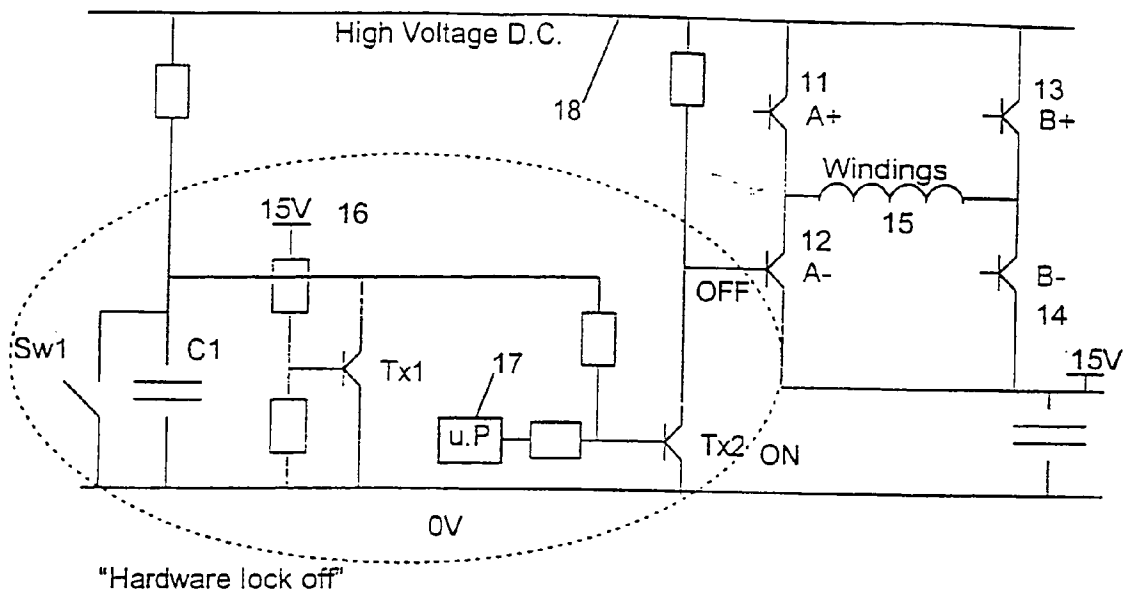 High Voltage D.C.
18
11
A+
13
B+
Windings
15
15V
16
12
A-
OFF
B-
14
Sw1
C1
Tx1
17
u.P
Tx2
ON
15V
0V
"Hardware lock off"